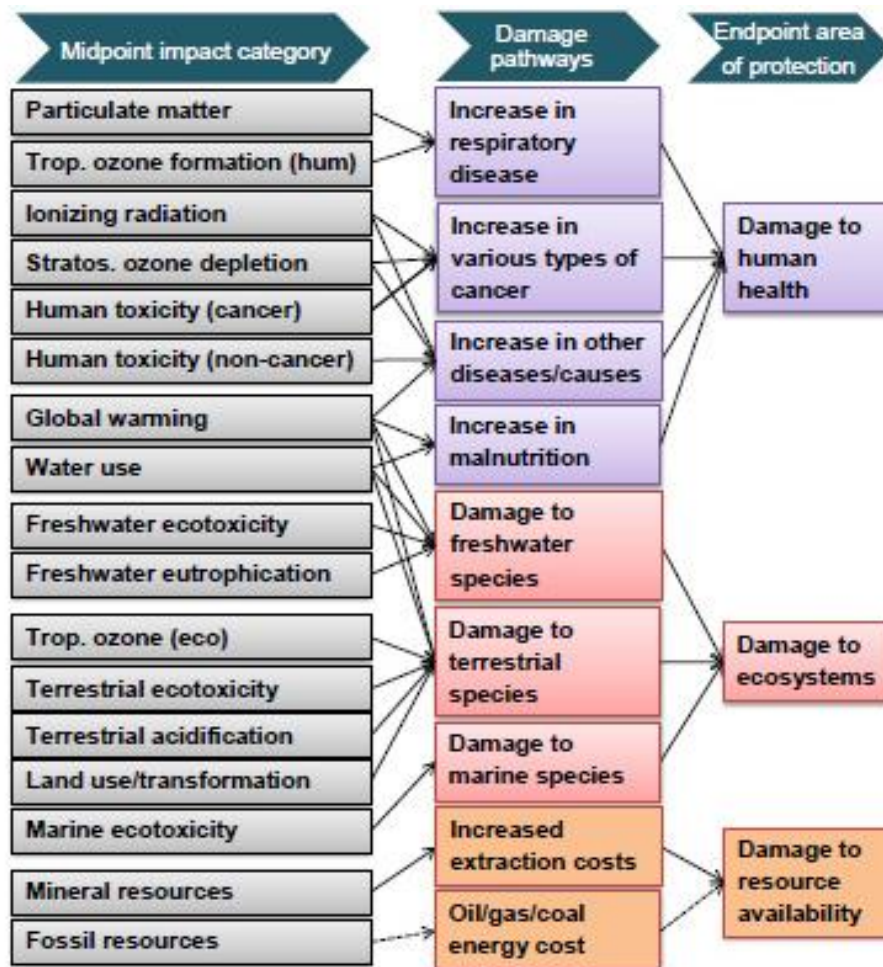 Midpoint impact category
Damage
pathways
Endpoint area
of protection
Particulate matter
Trop. ozone formation (hum)
Ionizing radiation
Stratos. ozone depletion
Human toxicity (cancer)
Human toxicity (non-cancer)
Global warming
Water use
Freshwater ecotoxicity
Freshwater eutrophication
Trop. ozone (eco)
Terrestrial ecotoxicity
Terrestrial acidification
Land use/transformation
Marine ecotoxicity
Mineral resources
Fossil resources
Increase in
respiratory
disease
Increase in
various types of
cancer
Increase in other
diseases/causes
Increase in
malnutrition
Damage to
freshwater
species
Damage to
terrestrial
species
Damage to
marine species
Increased
extraction costs
Oil/gas/coal
energy cost
Damage to
human
health
Damage to
ecosystems
Damage to
resource
availability